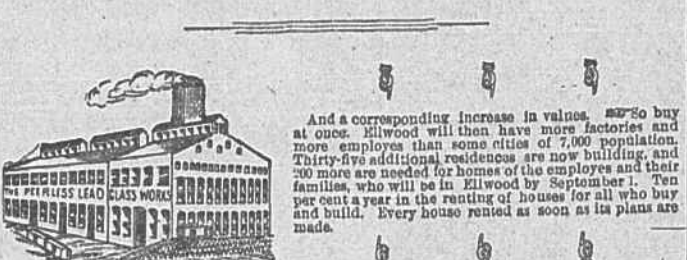 THE PEERLESS LEAD GLASS WORKS
And a corresponding increase in values. So buy
at once. Ellwood will then have more factories and
more employes than some cities of 7,000 population.
Thirty-five additional residences are now building, and
200 more are needed for homes of the employes and their
families, who will be in Ellwood by September 1. Ten
per cent a year in the renting of houses for all who buy
and build. Every house rented as soon as its plans are
made.